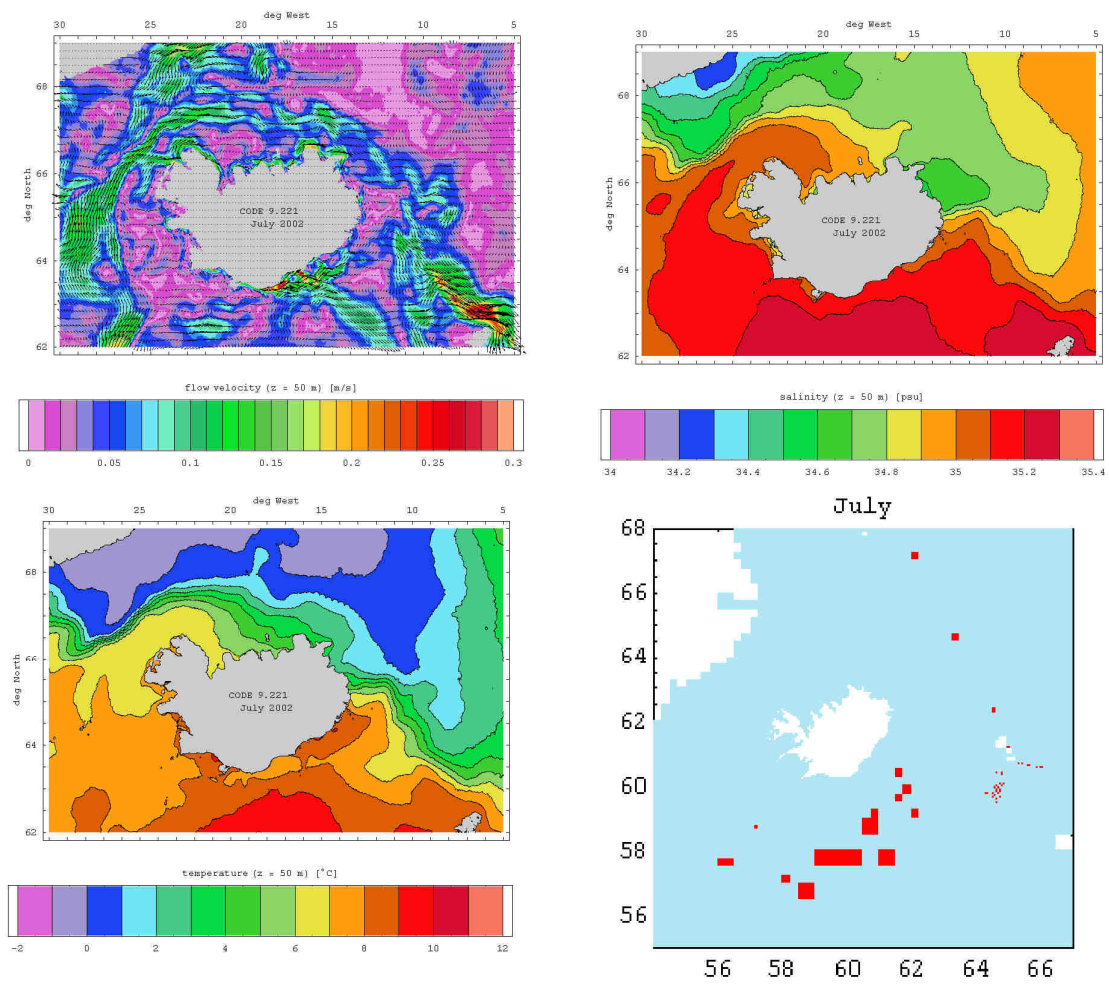 deg West
30 25 20 15 10 5
68
66
64
62
deg North
CODE 9.221
July 2002
flow velocity (z = 50 m) [m/s]
0 0.05 0.1 0.15 0.2 0.25 0.3
deg West
30 25 20 15 10 5
68
66
64
62
deg North
CODE 9.221
July 2002
salinity (z = 50 m) [psu]
34 34.2 34.4 34.6 34.8 35 35.2 35.4
deg West
30 25 20 15 10 5
68
66
64
62
deg North
CODE 9.221
July 2002
temperature (z = 50 m) [°C]
-2 0 2 4 6 8 10 12
July
68
66
64
62
60
58
56
56 58 60 62 64 66